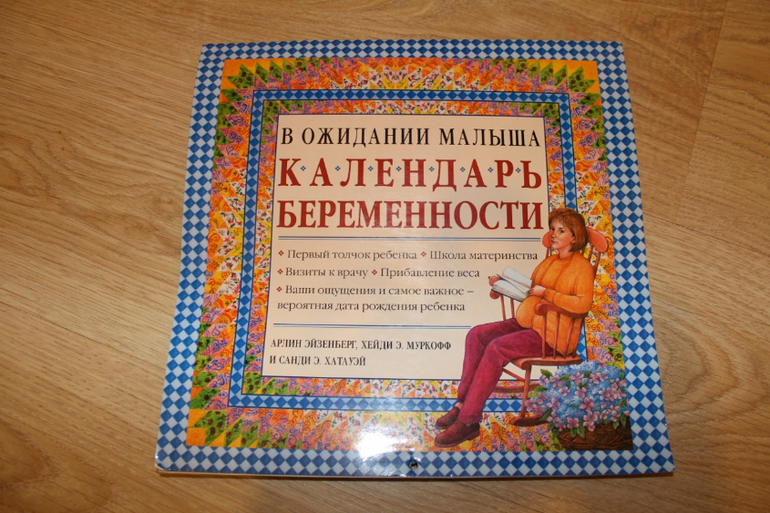 В ОЖИДАНИИ МАЛЫША
КАЛЕНДАРЬ
БЕРЕМЕННОСТИ
❖ Первый толчок ребенка ❖ Школа материнства
❖ Визиты к врачу ❖ Прибавление веса
❖ Ваши ощущения и самое важное –
вероятная дата рождения ребенка
АРЛИН ЭЙЗЕНБЕРГ, ХЕЙДИ Э. МУРКОФФ
И САНДИ Э. ХАТАУЭЙ